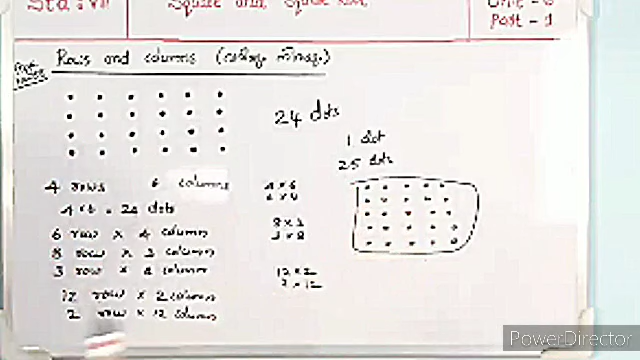 Std: VII
Square and Square Root
Unit - 6
Part - 1
Rows and columns
24 dots
1 dot
25 dots
4 rows 6 columns
4 x 6 = 24 dots
6 row x 4 columns
8 row x 3 columns
3 row x 8 columns
12 row x 2 columns
2 row x 12 columns
4 x 6
6 x 4
8 x 3
3 x 8
12 x 2
2 x 12
PowerDirector